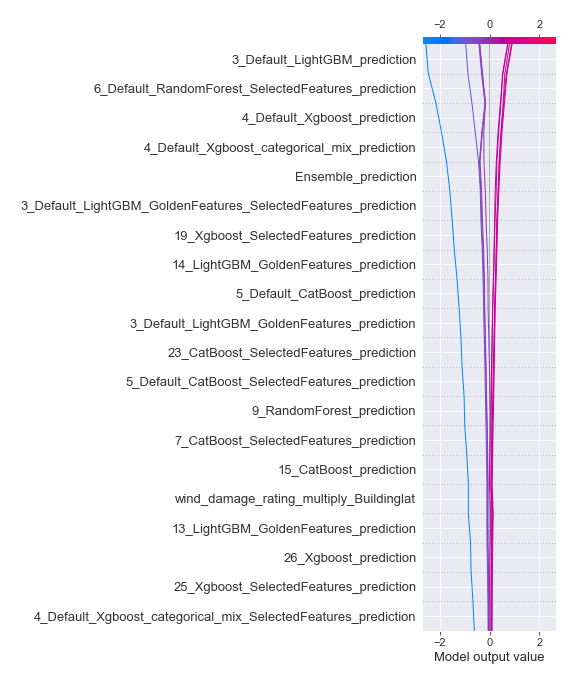 −2 0 2
3_Default_LightGBM_prediction
6_Default_RandomForest_SelectedFeatures_prediction
4_Default_Xgboost_prediction
4_Default_Xgboost_categorical_mix_prediction
Ensemble_prediction
3_Default_LightGBM_GoldenFeatures_SelectedFeatures_prediction
19_Xgboost_SelectedFeatures_prediction
14_LightGBM_GoldenFeatures_prediction
5_Default_CatBoost_prediction
3_Default_LightGBM_GoldenFeatures_prediction
23_CatBoost_SelectedFeatures_prediction
5_Default_CatBoost_SelectedFeatures_prediction
9_RandomForest_prediction
7_CatBoost_SelectedFeatures_prediction
15_CatBoost_prediction
wind_damage_rating_multiply_Buildinglat
13_LightGBM_GoldenFeatures_prediction
26_Xgboost_prediction
25_Xgboost_SelectedFeatures_prediction
4_Default_Xgboost_categorical_mix_SelectedFeatures_prediction
−2 0 2
Model output value